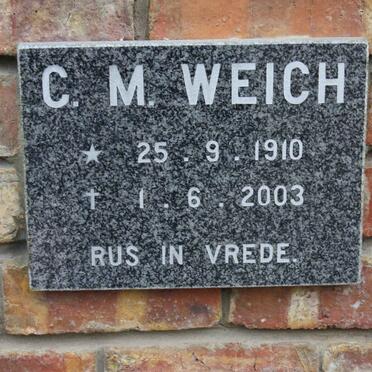 C. M. WEICH
★ 25 . 9 . 1910
† 1 . 6 . 2003
RUS IN VREDE.